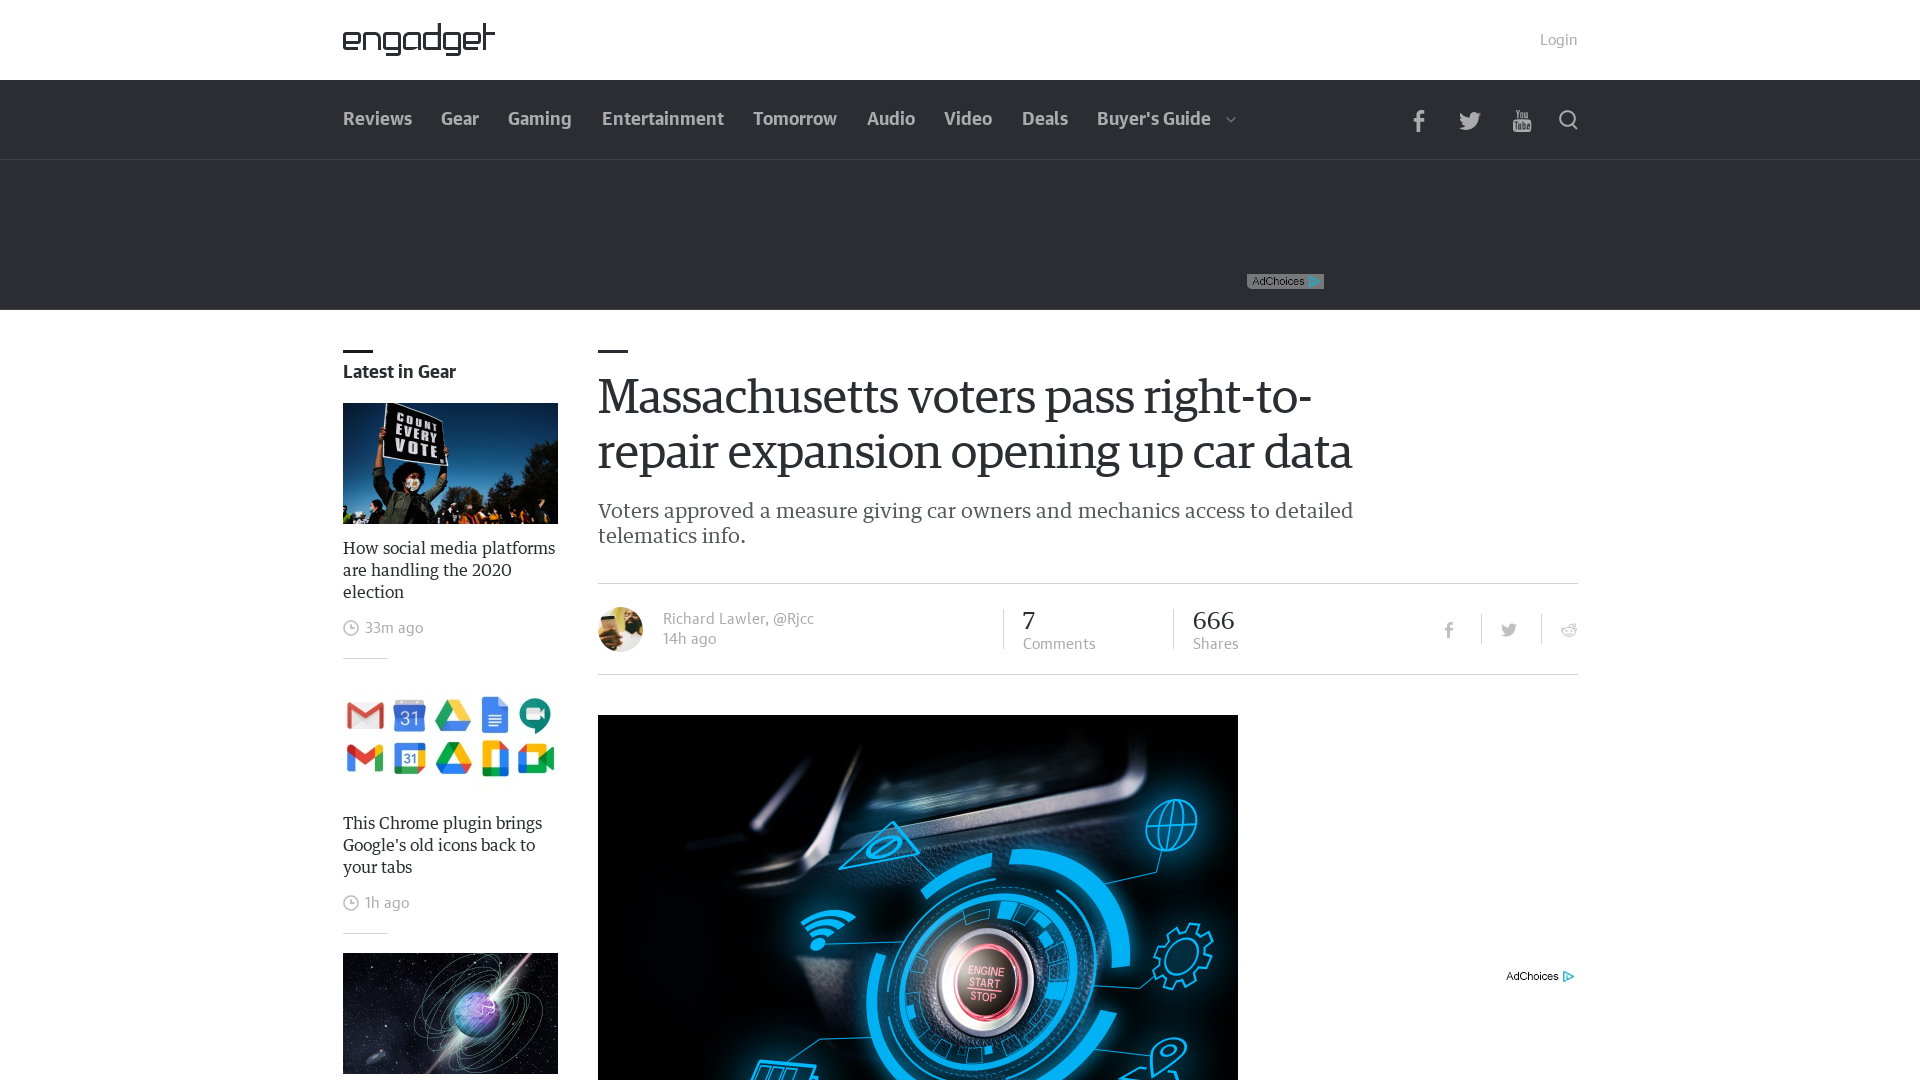 engadget
Login
Reviews Gear Gaming Entertainment Tomorrow Audio Video Deals Buyer's Guide
You Tube
AdChoices
Latest in Gear
COUNT
EVERY
VOTE.
How social media platforms
are handling the 2020
election
33m ago
31
31
This Chrome plugin brings
Google's old icons back to
your tabs
1h ago
Massachusetts voters pass right-to-
repair expansion opening up car data
Voters approved a measure giving car owners and mechanics access to detailed
telematics info.
Richard Lawler, @Rjcc
14h ago
7
Comments
666
Shares
ENGINE
START
STOP
AdChoices